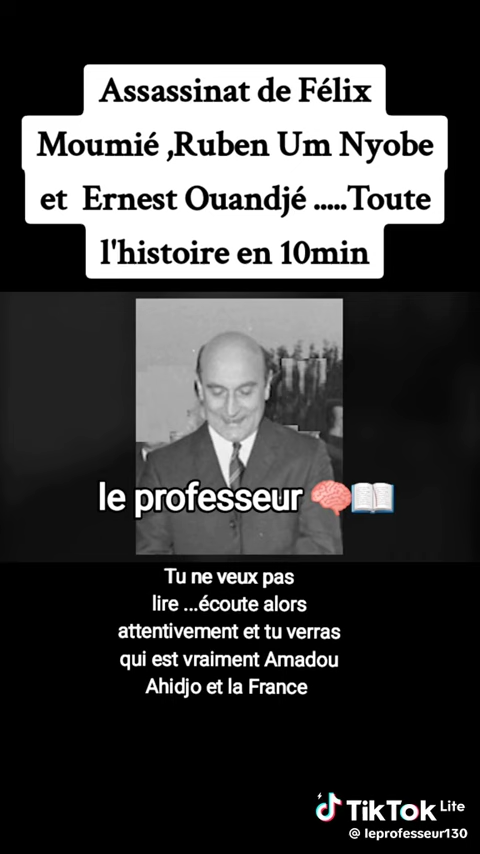 Assassinat de Félix
Moumié ,Ruben Um Nyobe
et Ernest Ouandjé .....Toute
l'histoire en 10min
le professeur 🧠📖
Tu ne veux pas
lire ...écoute alors
attentivement et tu verras
qui est vraiment Amadou
Ahidjo et la France
TikTok Lite
@ leprofesseur130